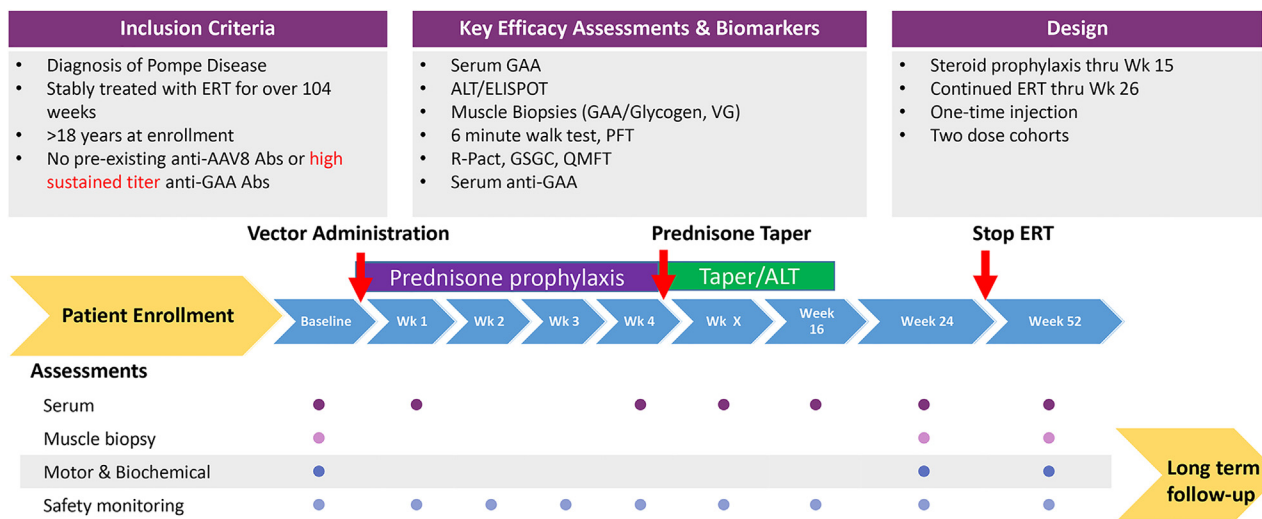 Inclusion Criteria
• Diagnosis of Pompe Disease
• Stably treated with ERT for over 104
weeks
• >18 years at enrollment
• No pre-existing anti-AAV8 Abs or high
sustained titer anti-GAA Abs
Key Efficacy Assessments & Biomarkers
• Serum GAA
• ALT/ELISPOT
• Muscle Biopsies (GAA/Glycogen, VG)
• 6 minute walk test, PFT
• R-Pact, GSGC, QMFT
• Serum anti-GAA
Design
• Steroid prophylaxis thru Wk 15
• Continued ERT thru Wk 26
• One-time injection
• Two dose cohorts
Vector Administration
Prednisone Taper
Stop ERT
Prednisone prophylaxis
Taper/ALT
Patient Enrollment
Baseline
Wk 1
Wk 2
Wk 3
Wk 4
Wk X
Week
16
Week 24
Week 52
Assessments
Serum
Muscle biopsy
Motor & Biochemical
Safety monitoring
Long term
follow-up